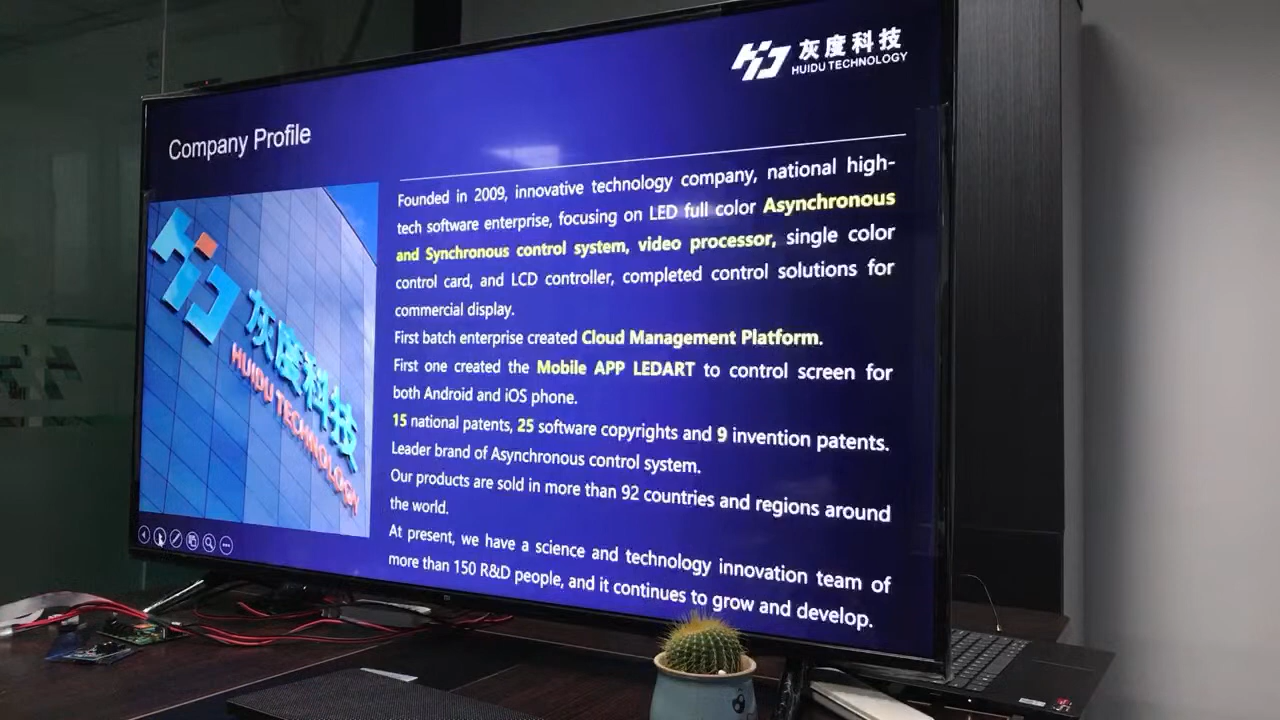 灰度科技
HUIDU TECHNOLOGY
Company Profile
Founded in 2009, innovative technology company, national high-
tech software enterprise, focusing on LED full color Asynchronous
and Synchronous control system, video processor, single color
control card, and LCD controller, completed control solutions for
commercial display.
First batch enterprise created Cloud Management Platform.
First one created the Mobile APP LEDART to control screen for
both Android and iOS phone.
15 national patents, 25 software copyrights and 9 invention patents.
Leader brand of Asynchronous control system.
Our products are sold in more than 92 countries and regions around
the world.
At present, we have a science and technology innovation team of
more than 150 R&D people, and it continues to grow and develop.
灰度科技
HUIDU TECHNOLOGY